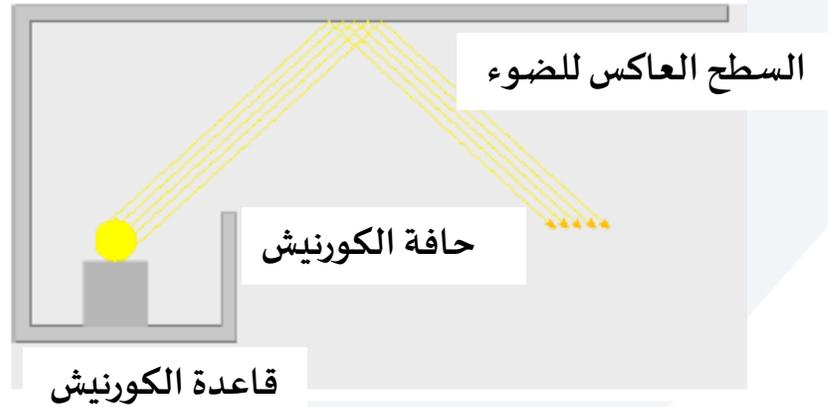 السطح العاكس للضوء
حافة الكورنيش
قاعدة الكورنيش